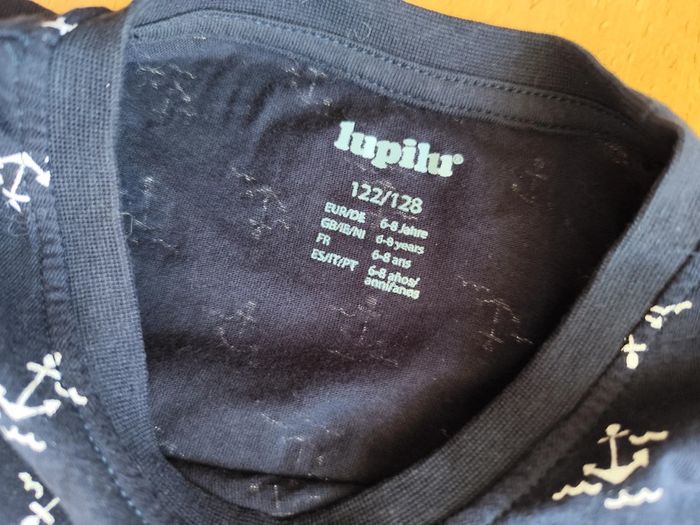 lupilu®
122/128
EUR/DE 6-8 Jahre
GB/IE/NI 6-8 years
FR 6-8 ans
ES/IT/PT 6-8 años/
anni/anos